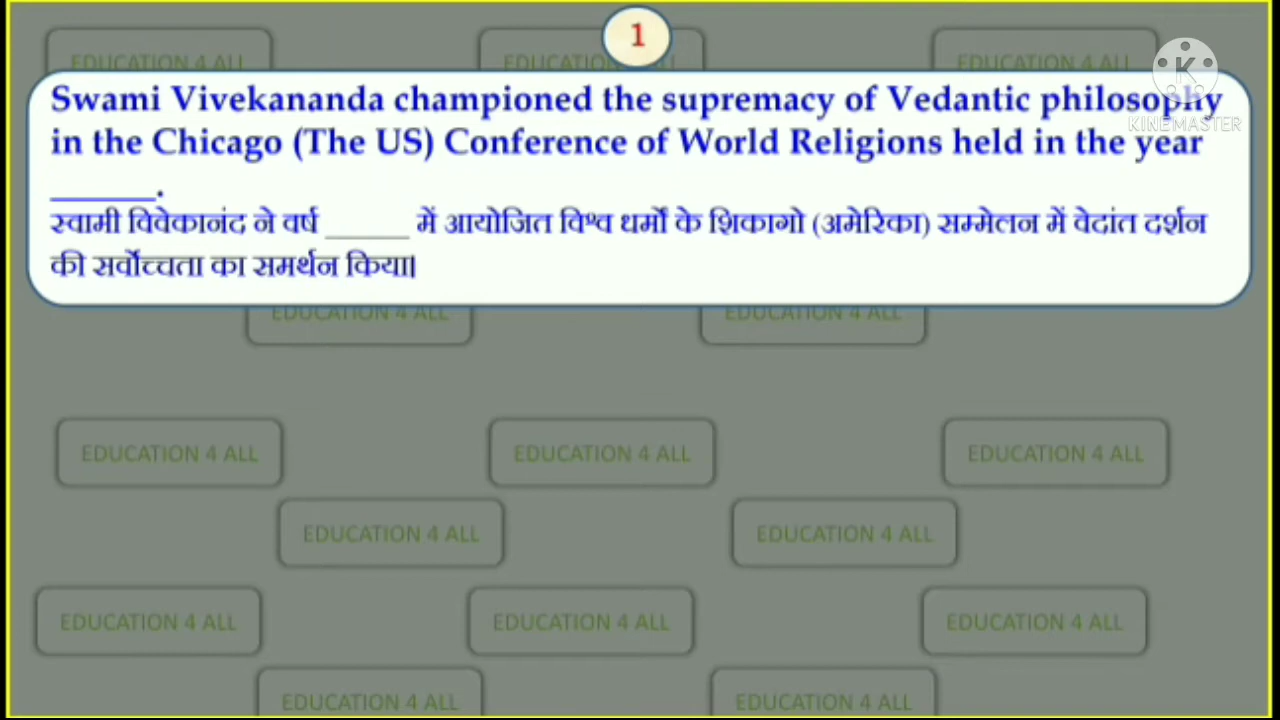 1
EDUCATION 4 ALL
EDUCATION 4 ALL
EDUCATION 4 ALL
K
KINEMASTER
Swami Vivekananda championed the supremacy of Vedantic philosophy
in the Chicago (The US) Conference of World Religions held in the year
______.
स्वामी विवेकानंद ने वर्ष ______ में आयोजित विश्व धर्मों के शिकागो (अमेरिका) सम्मेलन में वेदांत दर्शन
की सर्वोच्चता का समर्थन किया।
EDUCATION 4 ALL
EDUCATION 4 ALL
EDUCATION 4 ALL
EDUCATION 4 ALL
EDUCATION 4 ALL
EDUCATION 4 ALL
EDUCATION 4 ALL
EDUCATION 4 ALL
EDUCATION 4 ALL
EDUCATION 4 ALL
EDUCATION 4 ALL
EDUCATION 4 ALL